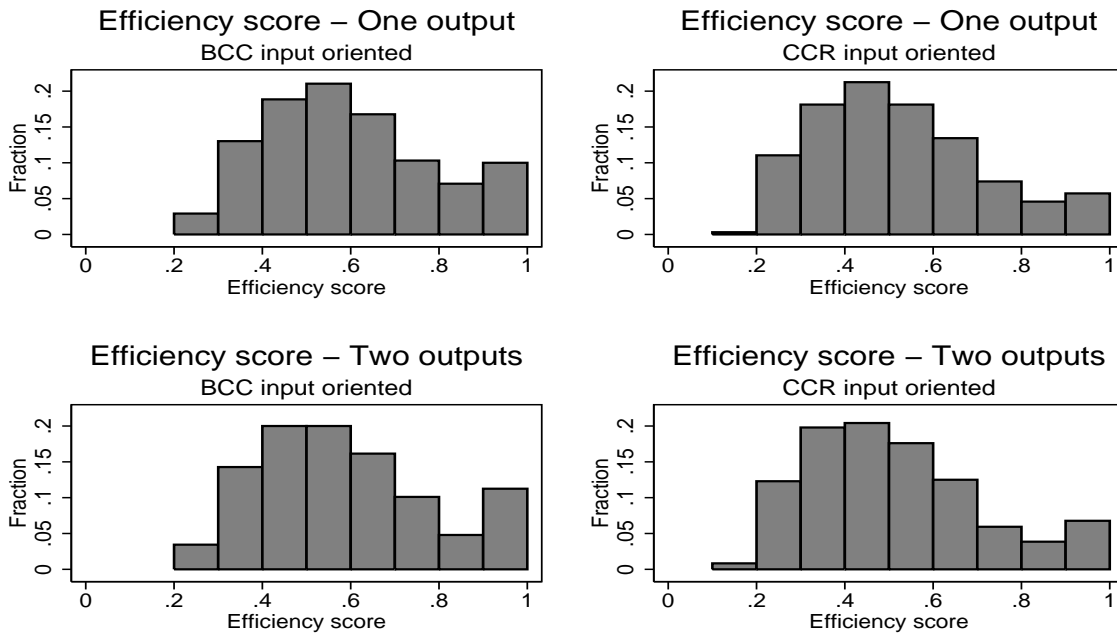 Efficiency score – One output
BCC input oriented
Fraction
0 .05 .1 .15 .2
0 .2 .4 .6 .8 1
Efficiency score
Efficiency score – One output
CCR input oriented
Fraction
0 .05 .1 .15 .2
0 .2 .4 .6 .8 1
Efficiency score
Efficiency score – Two outputs
BCC input oriented
Fraction
0 .05 .1 .15 .2
0 .2 .4 .6 .8 1
Efficiency score
Efficiency score – Two outputs
CCR input oriented
Fraction
0 .05 .1 .15 .2
0 .2 .4 .6 .8 1
Efficiency score